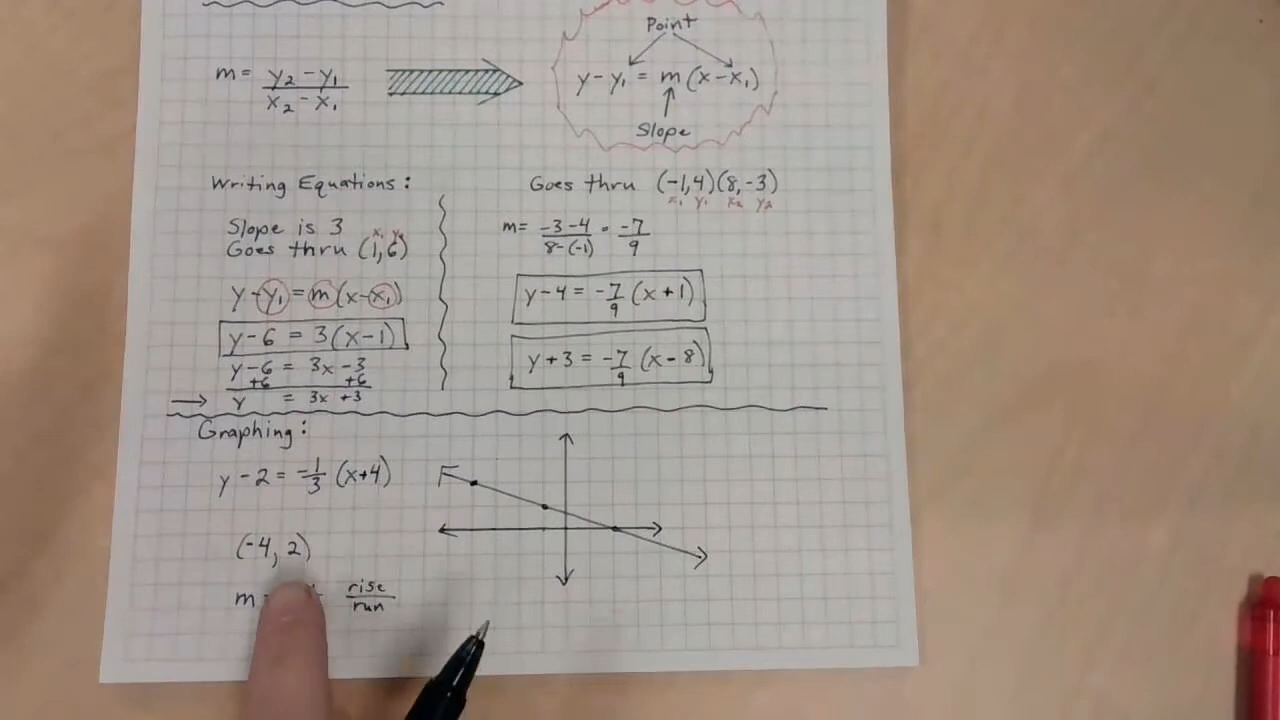 Point
m = y₂ - y₁ / x₂ - x₁
y - y₁ = m (x - x₁)
Slope
Writing Equations:
Slope is 3
x₁ y₁
Goes thru (1,6)
y - y₁ = m (x - x₁)
y - 6 = 3(x - 1)
y - 6 = 3x - 3
+6 +6
y = 3x + 3
Goes thru (-1,4)(8,-3)
x₁ y₁ x₂ y₂
m = -3 - 4 / 8 - (-1) = -7 / 9
y - 4 = -7/9 (x + 1)
y + 3 = -7/9 (x - 8)
Graphing:
y - 2 = -1/3 (x+4)
(-4, 2)
m
rise
run